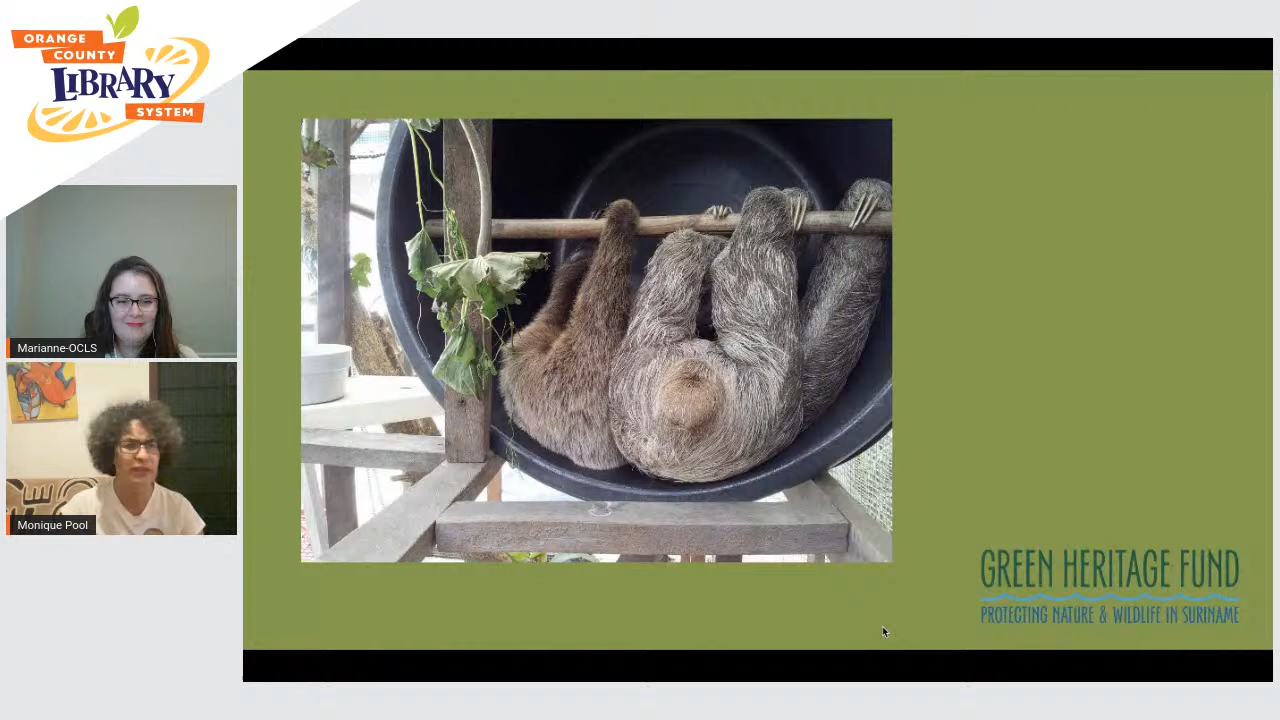 ORANGE
COUNTY
LIBRARY
SYSTEM
Marianne-OCLS
Monique Pool
GREEN HERITAGE FUND
PROTECTING NATURE & WILDLIFE IN SURINAME